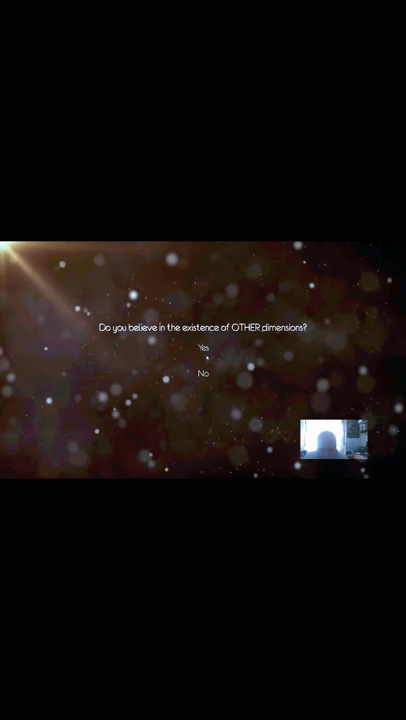 Do you believe in the existence of OTHER dimensions?
Yes
No